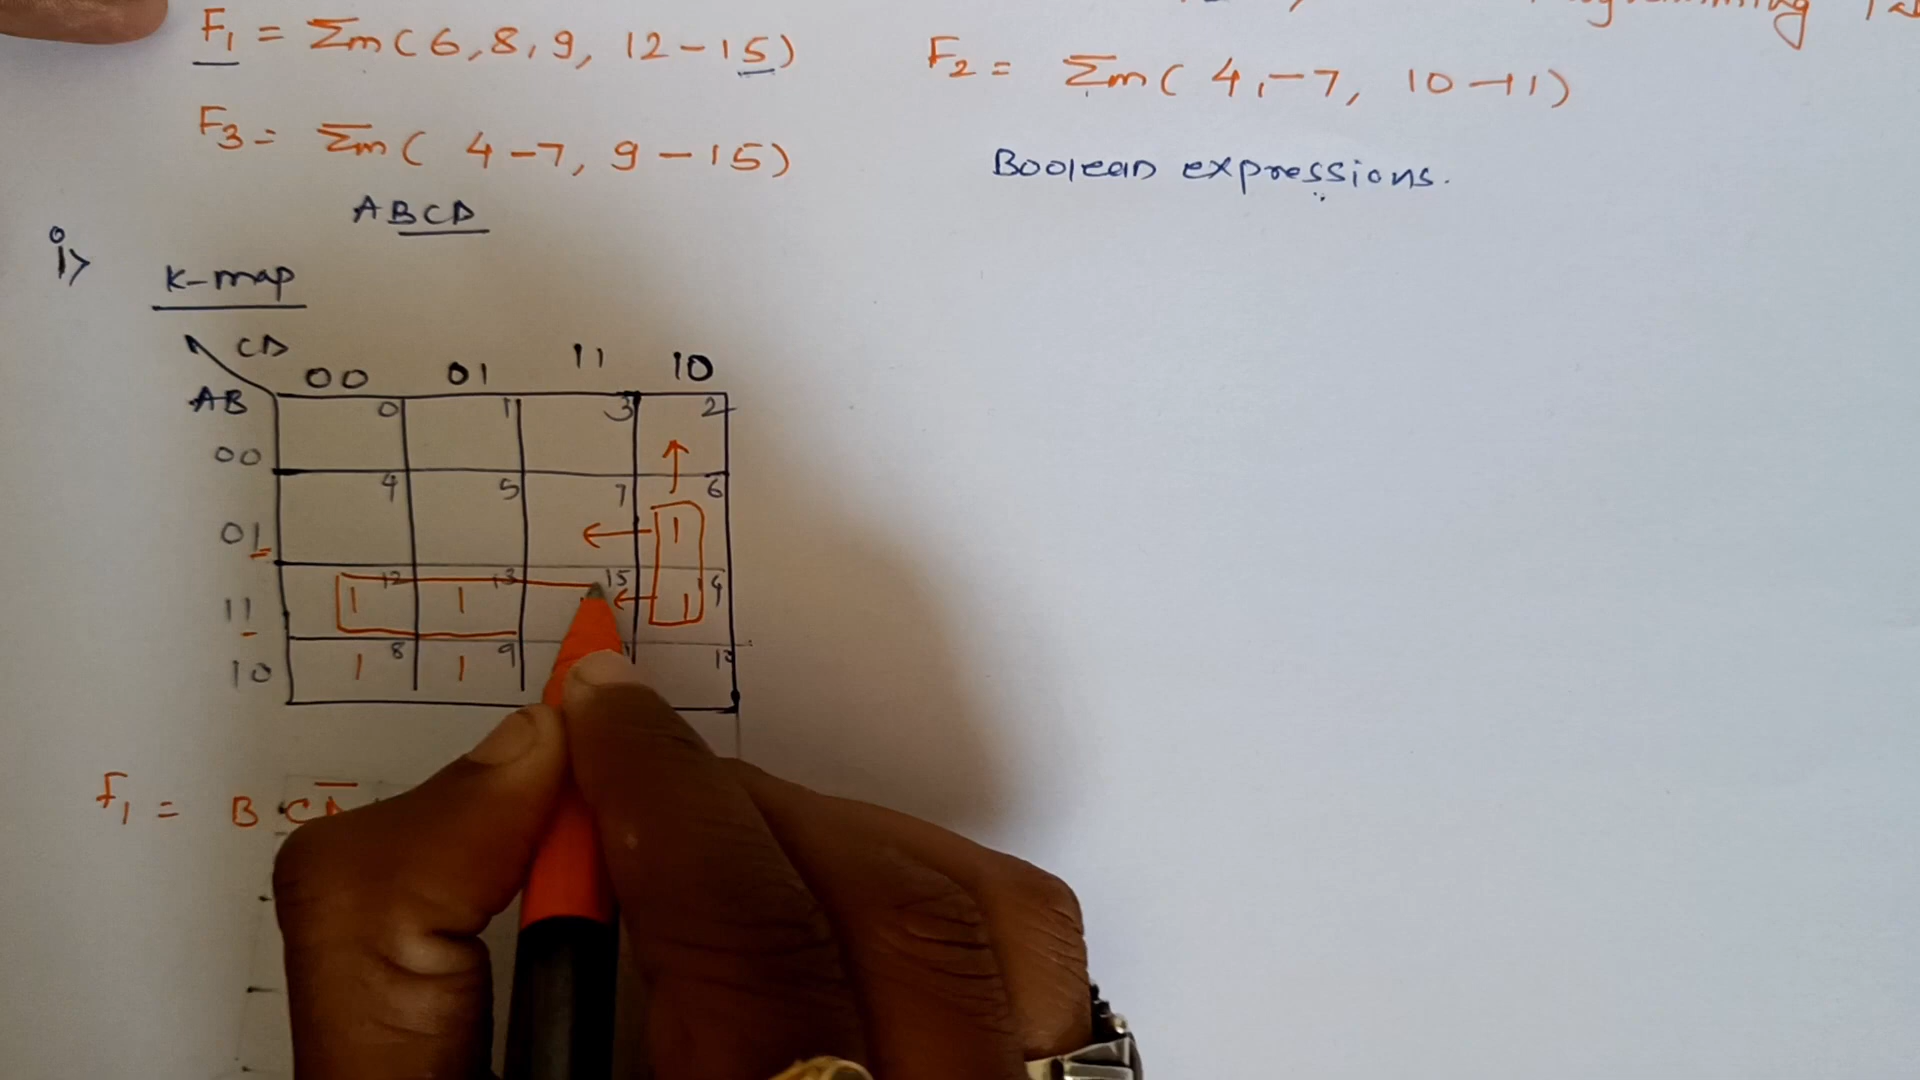 F1 = Σm(6,8,9, 12-15)
F2 = Σm( 4,-7, 10-11)
F3 = Σm( 4-7, 9-15)
Boolean expressions.
ABCD
i>
K-map
CD
00 01 11 10
AB
0 1 3 2
00
4 5 7 6
01 1
12 13 15 14
11 1 1 1
8 9
10 1 1
F1 = B C